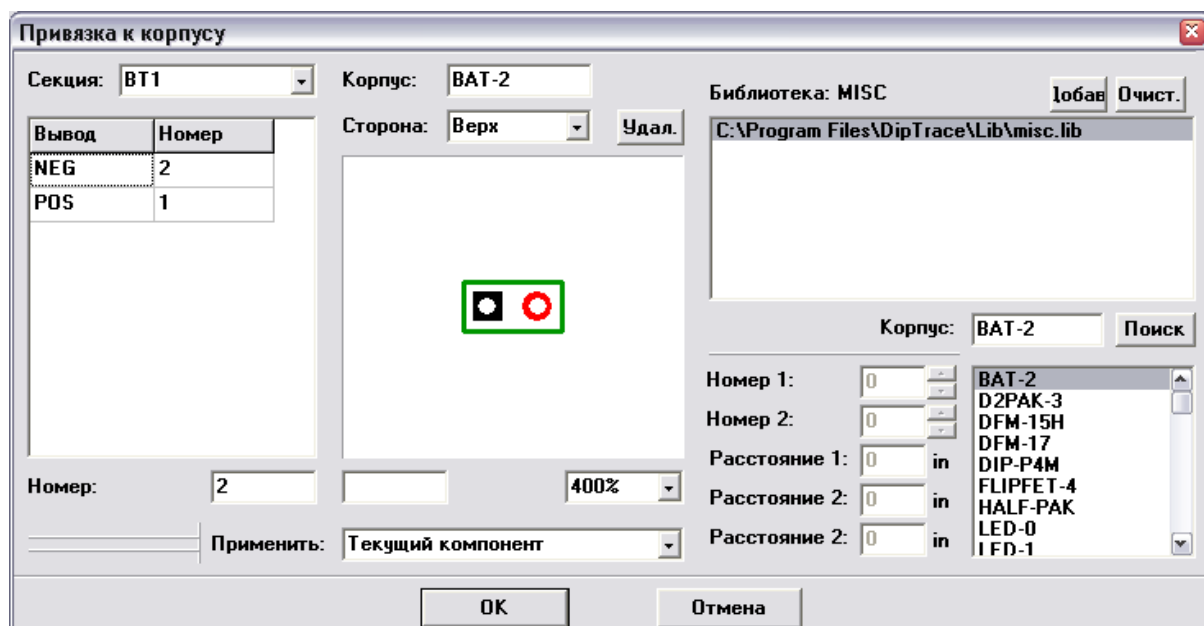 Привязка к корпусу
Секция: BT1
Вывод Номер
NEG 2
POS 1
Номер: 2
Корпус: BAT-2
Сторона: Верх Удал.
400%
Применить: Текущий компонент
Библиотека: MISC Добав Очист.
C:\Program Files\DipTrace\Lib\misc.lib
Корпус: BAT-2 Поиск
Номер 1: 0
Номер 2: 0
Расстояние 1: 0 in
Расстояние 2: 0 in
Расстояние 2: 0 in
BAT-2
D2PAK-3
DFM-15H
DFM-17
DIP-P4M
FLIPFET-4
HALF-PAK
LED-0
LED-1
OK Отмена